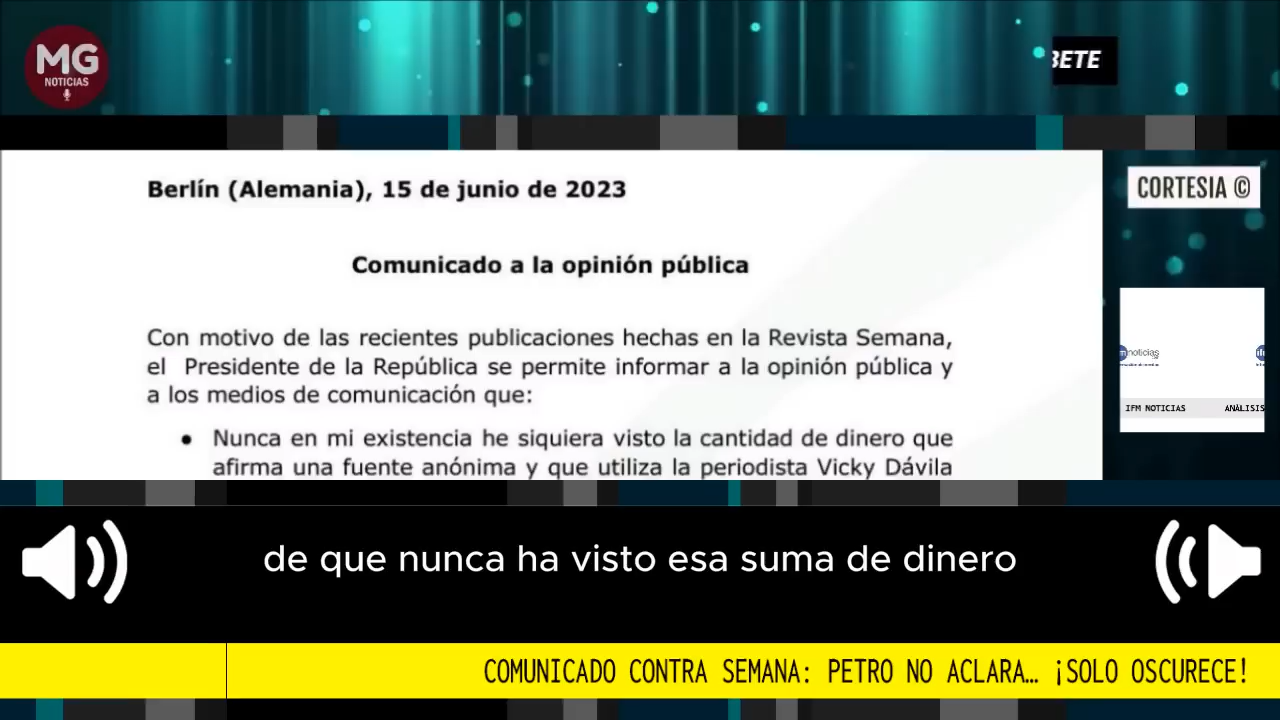 MG
NOTICIAS
BETE
CORTESIA ©
Berlín (Alemania), 15 de junio de 2023
Comunicado a la opinión pública
Con motivo de las recientes publicaciones hechas en la Revista Semana,
el Presidente de la República se permite informar a la opinión pública y
a los medios de comunicación que:
● Nunca en mi existencia he siquiera visto la cantidad de dinero que
afirma una fuente anónima y que utiliza la periodista Vicky Dávila
noticias
IFM NOTICIAS
ANÁLISIS
de que nunca ha visto esa suma de dinero
COMUNICADO CONTRA SEMANA: PETRO NO ACLARA… ¡SOLO OSCURECE!